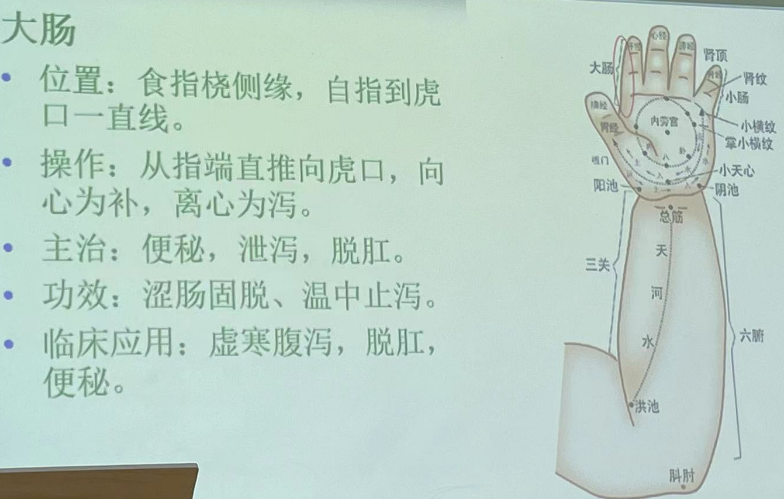 大肠
• 位置：食指桡侧缘，自指到虎
口一直线。
• 操作：从指端直推向虎口，向
心为补，离心为泻。
• 主治：便秘，泄泻，脱肛。
• 功效：涩肠固脱、温中止泻。
• 临床应用：虚寒腹泻，脱肛，
便秘。
心经
肾顶
大肠
肾纹
小肠
内劳宫
小横纹
掌小横纹
小天心
阳池
阴池
总筋
三关
天
河
水
六腑
洪池
䏝肘